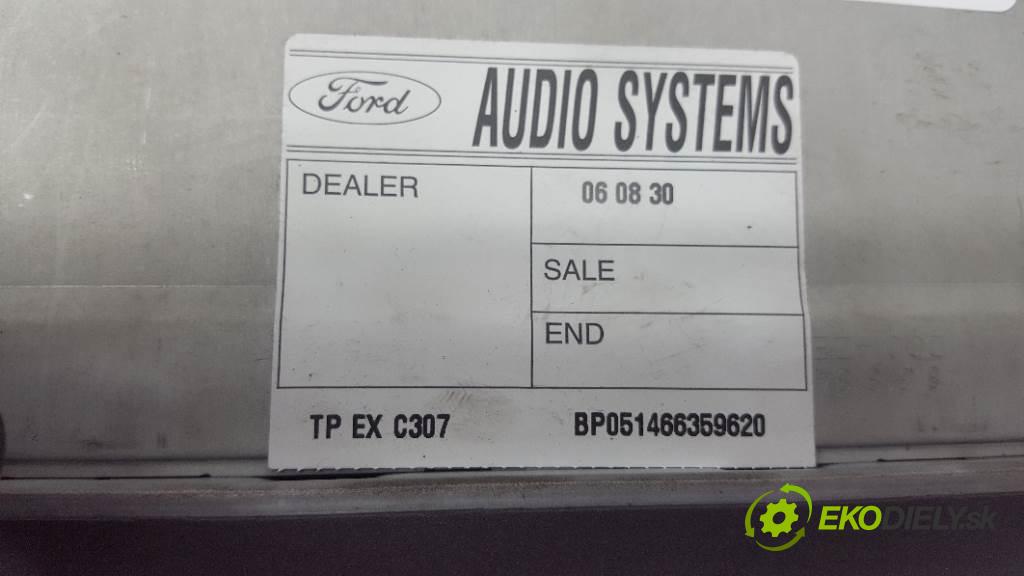 Ford
AUDIO SYSTEMS
DEALER
06 08 30
SALE
END
TP EX C307
BP051466359620
EKODIELY.sk